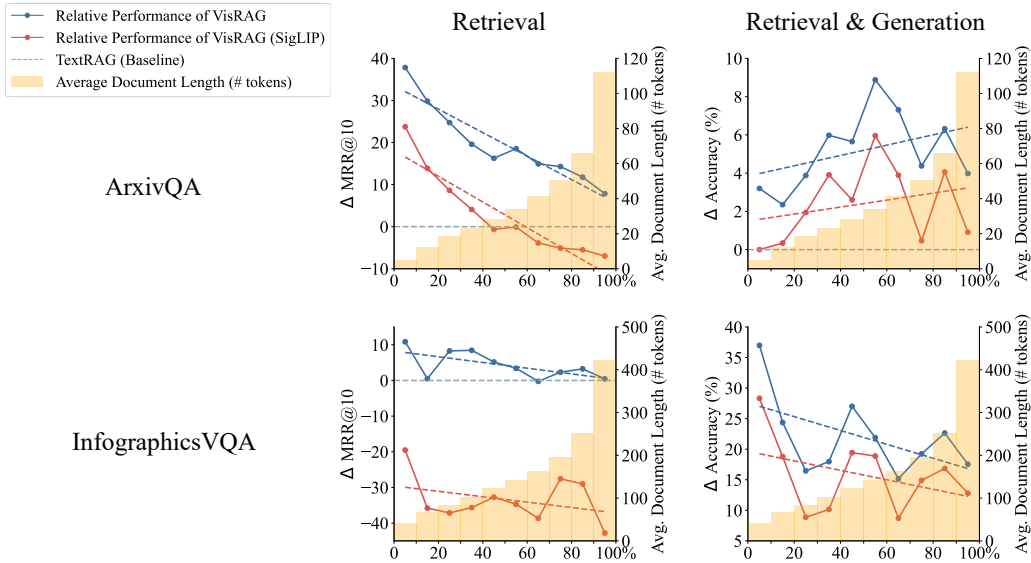 Relative Performance of VisRAG
Relative Performance of VisRAG (SigLIP)
TextRAG (Baseline)
Average Document Length (# tokens)
Retrieval
Retrieval & Generation
ArxivQA
Δ MRR@10
40
30
20
10
0
−10
0 20 40 60 80 100%
120
100
80
60
40
20
0
Avg. Document Length (# tokens)
Δ Accuracy (%)
10
8
6
4
2
0
0 20 40 60 80 100%
120
100
80
60
40
20
0
Avg. Document Length (# tokens)
InfographicsVQA
Δ MRR@10
10
0
−10
−20
−30
−40
0 20 40 60 80 100%
500
400
300
200
100
0
Avg. Document Length (# tokens)
Δ Accuracy (%)
40
35
30
25
20
15
10
5
0 20 40 60 80 100%
500
400
300
200
100
0
Avg. Document Length (# tokens)